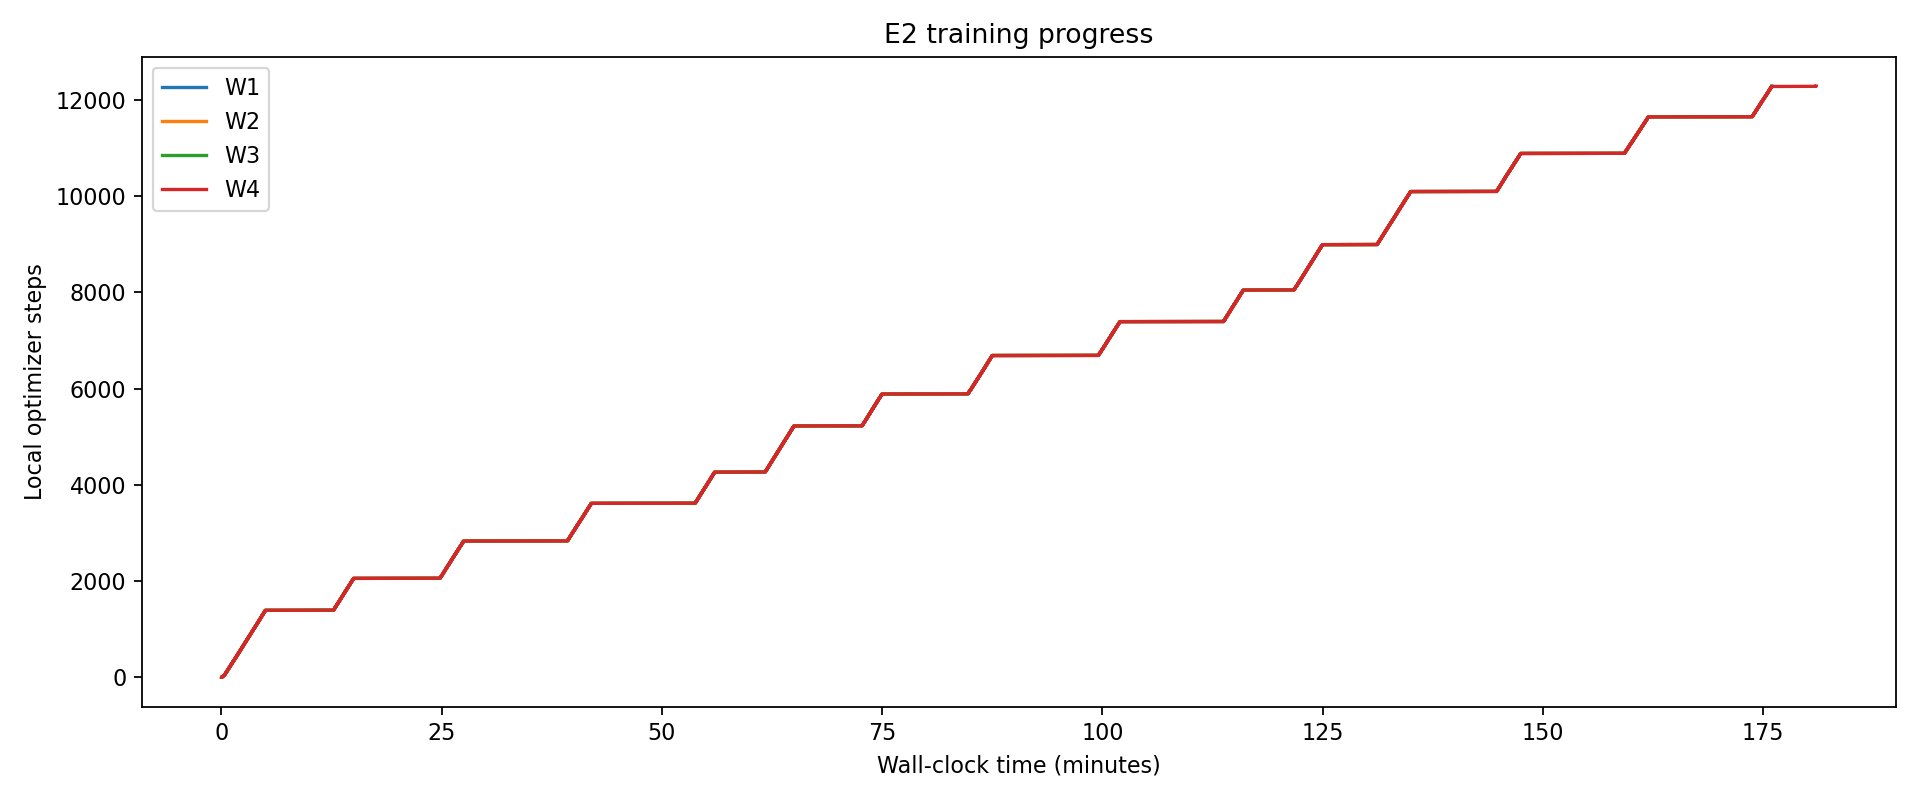 E2 training progress
W1
W2
W3
W4
Local optimizer steps
12000
10000
8000
6000
4000
2000
0
0 25 50 75 100 125 150 175
Wall-clock time (minutes)